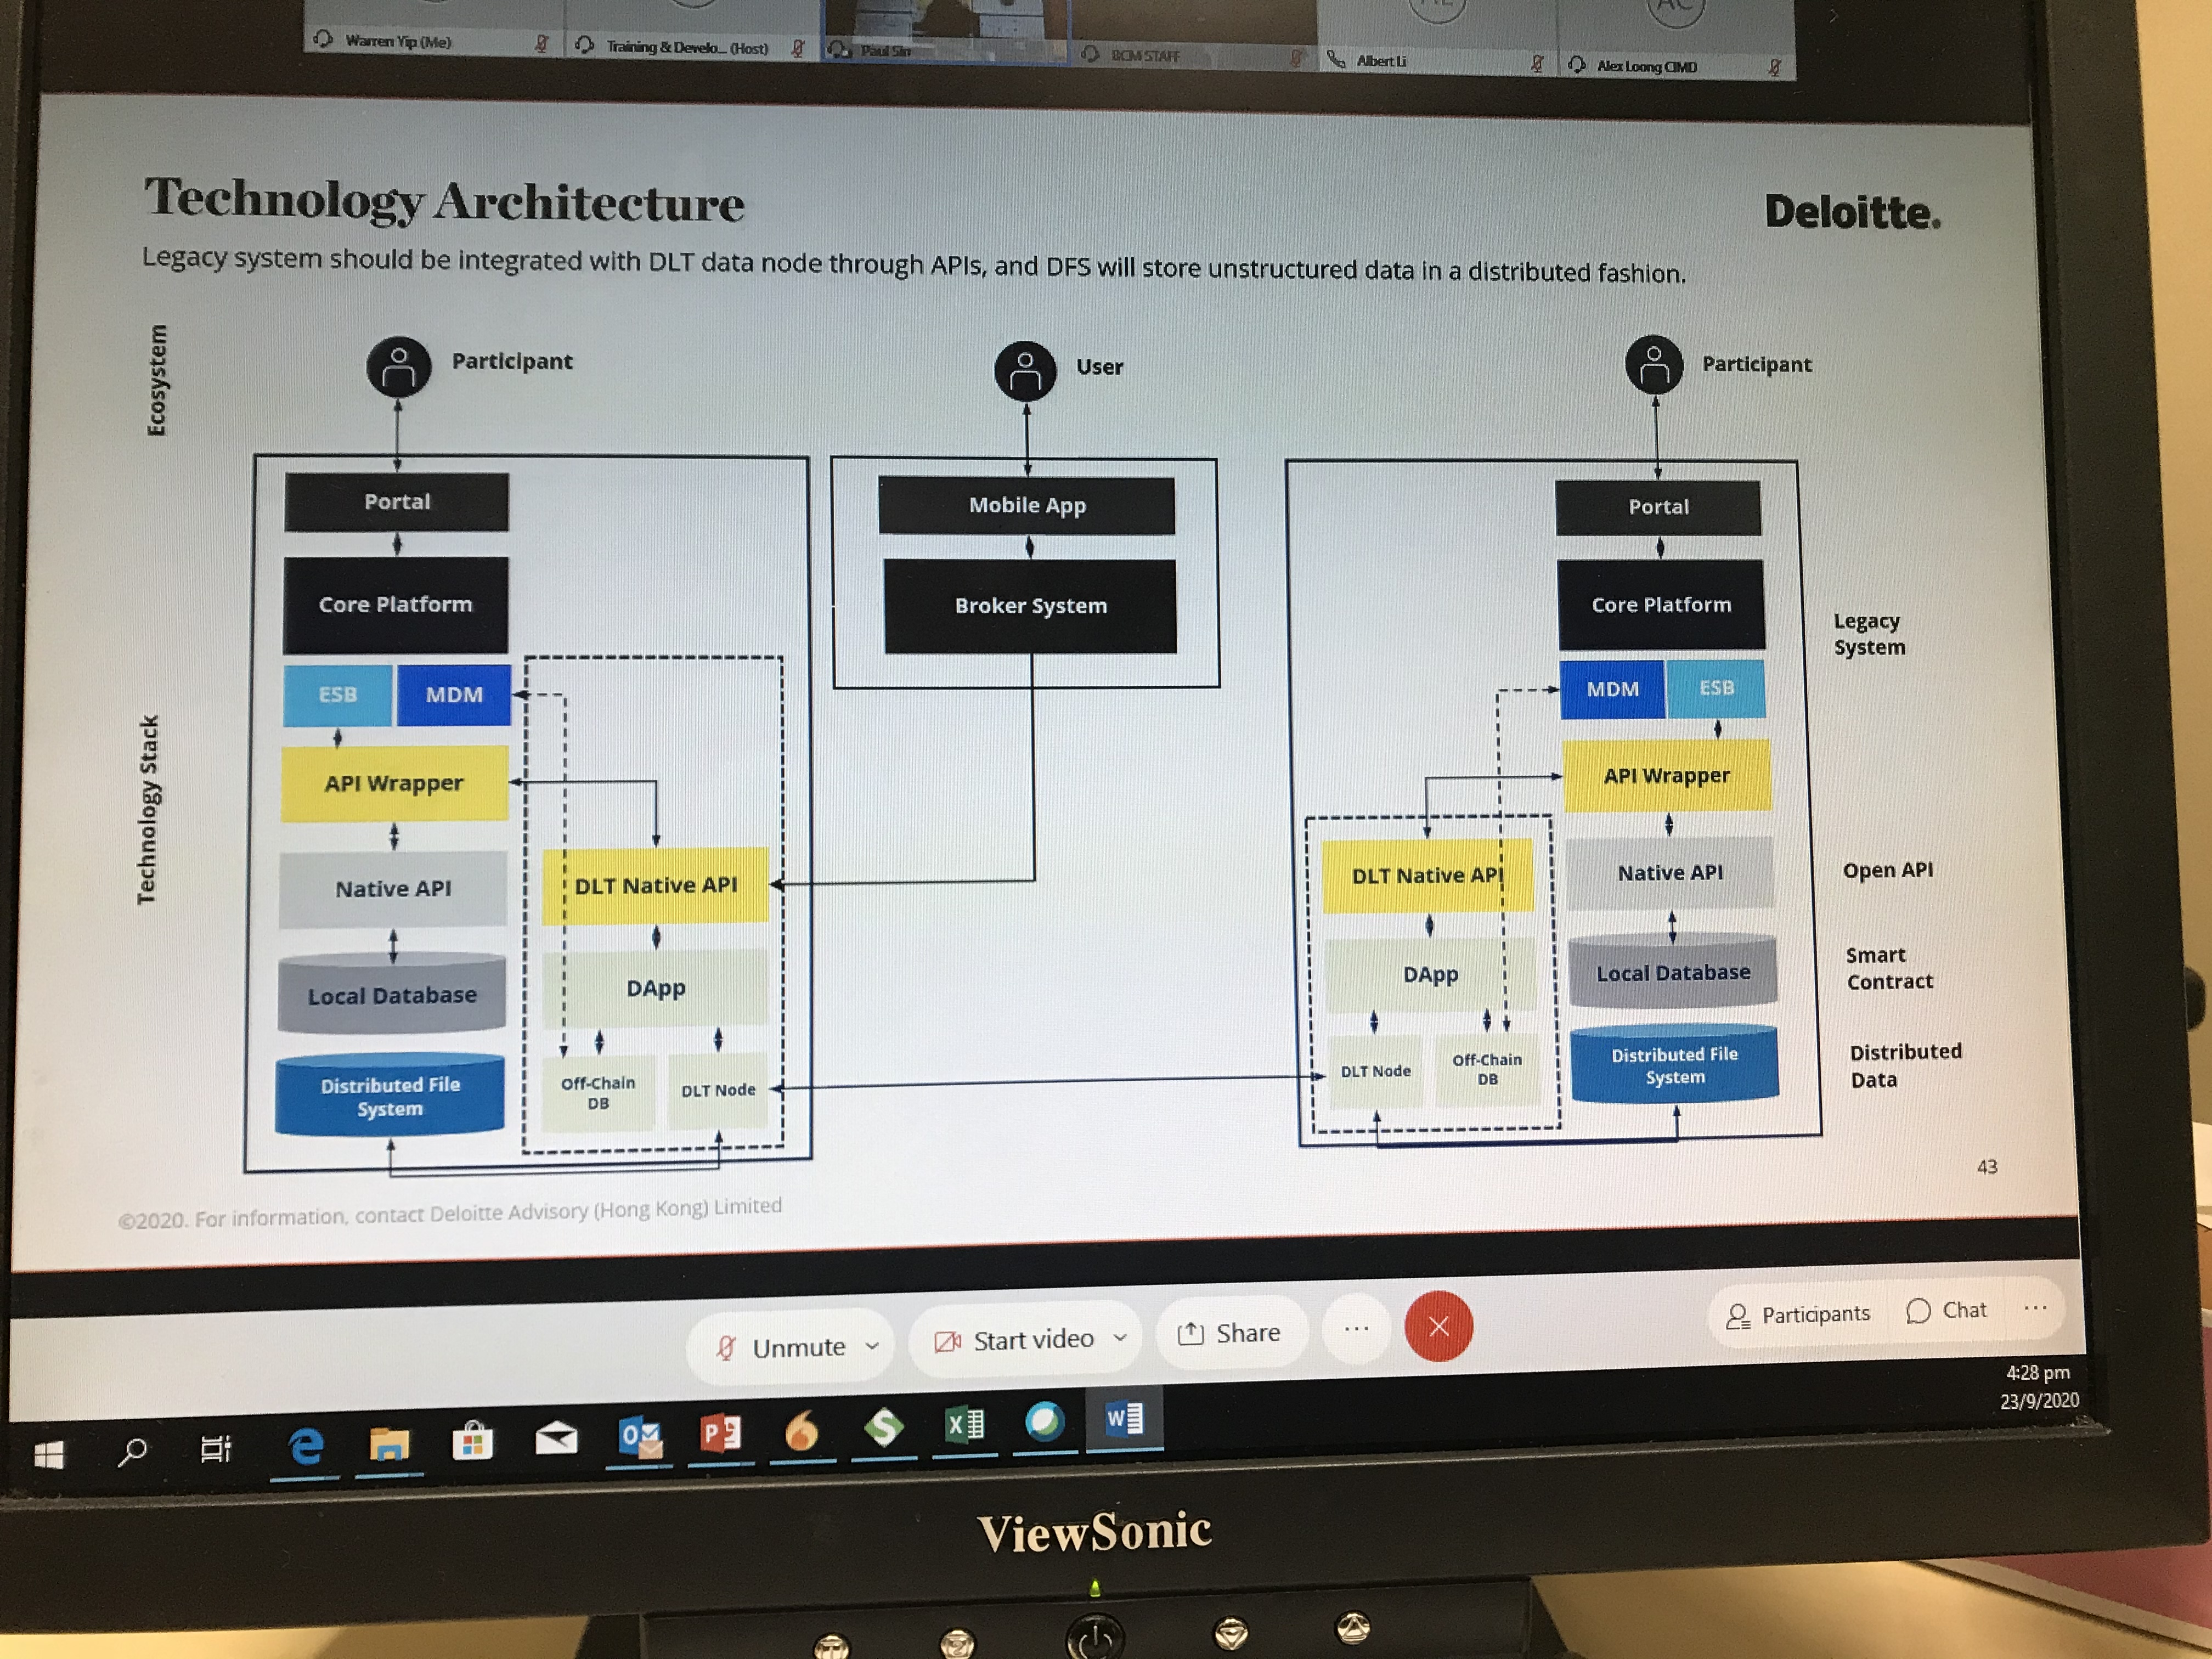 Warren Yip (Me)
Training & Develo... (Host)
Paul Sin
BCM STAFF
Albert Li
Alex Loong CIMD
Technology Architecture
Deloitte.
Legacy system should be integrated with DLT data node through APIs, and DFS will store unstructured data in a distributed fashion.
Ecosystem
Participant
User
Participant
Technology Stack
Portal
Core Platform
ESB
MDM
API Wrapper
Native API
Local Database
Distributed File
System
DLT Native API
DApp
Off-Chain
DB
DLT Node
Mobile App
Broker System
Portal
Core Platform
MDM
ESB
API Wrapper
DLT Native API
Native API
DApp
Local Database
DLT Node
Off-Chain
DB
Distributed File
System
Legacy
System
Open API
Smart
Contract
Distributed
Data
43
©2020. For information, contact Deloitte Advisory (Hong Kong) Limited
Unmute
Start video
Share
Participants
Chat
4:28 pm
23/9/2020
ViewSonic